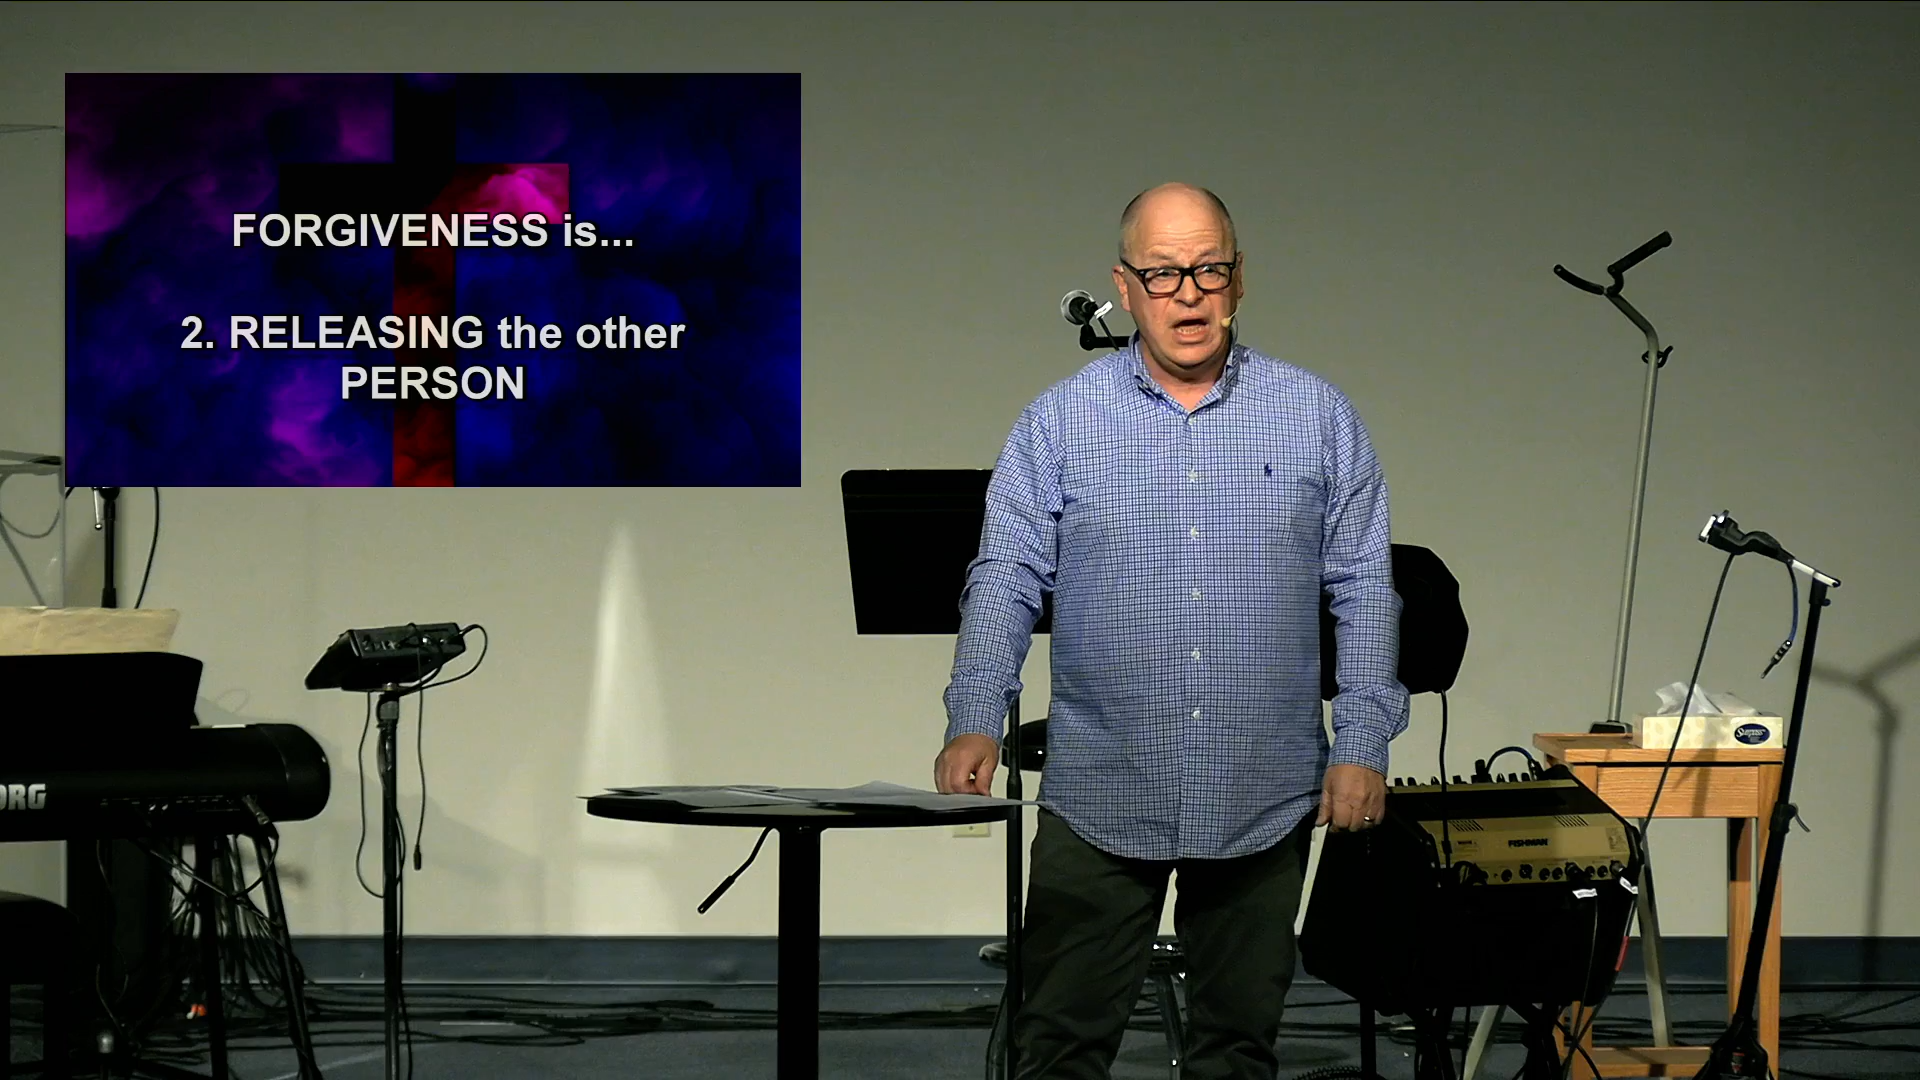 FORGIVENESS is...
2. RELEASING the other
PERSON
ORG
FISHMAN